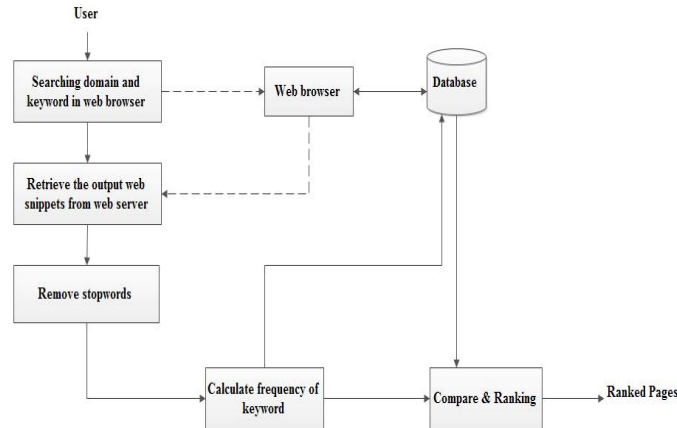 User
Searching domain and
keyword in web browser
Web browser
Database
Retrieve the output web
snippets from web server
Remove stopwords
Calculate frequency of
keyword
Compare & Ranking
Ranked Pages